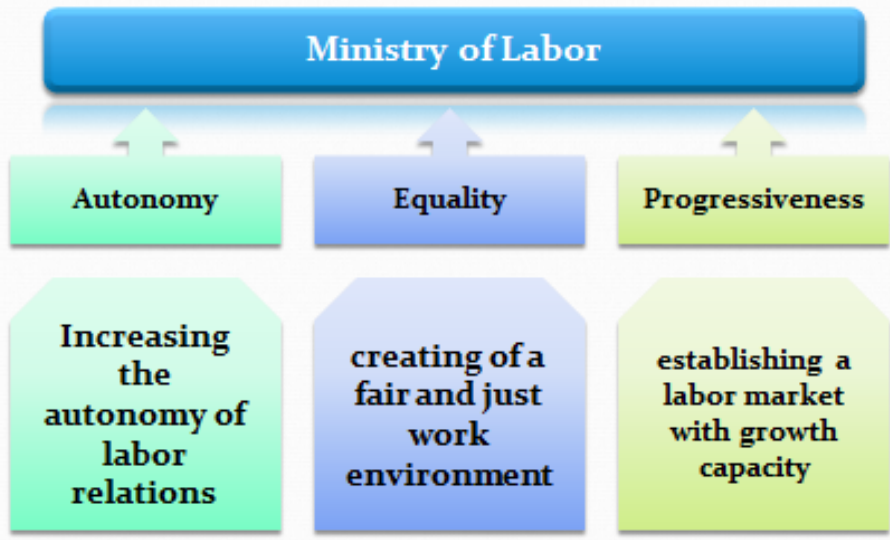 Ministry of Labor
Autonomy
Equality
Progressiveness
Increasing
the
autonomy of
labor
relations
creating of a
fair and just
work
environment
establishing a
labor market
with growth
capacity